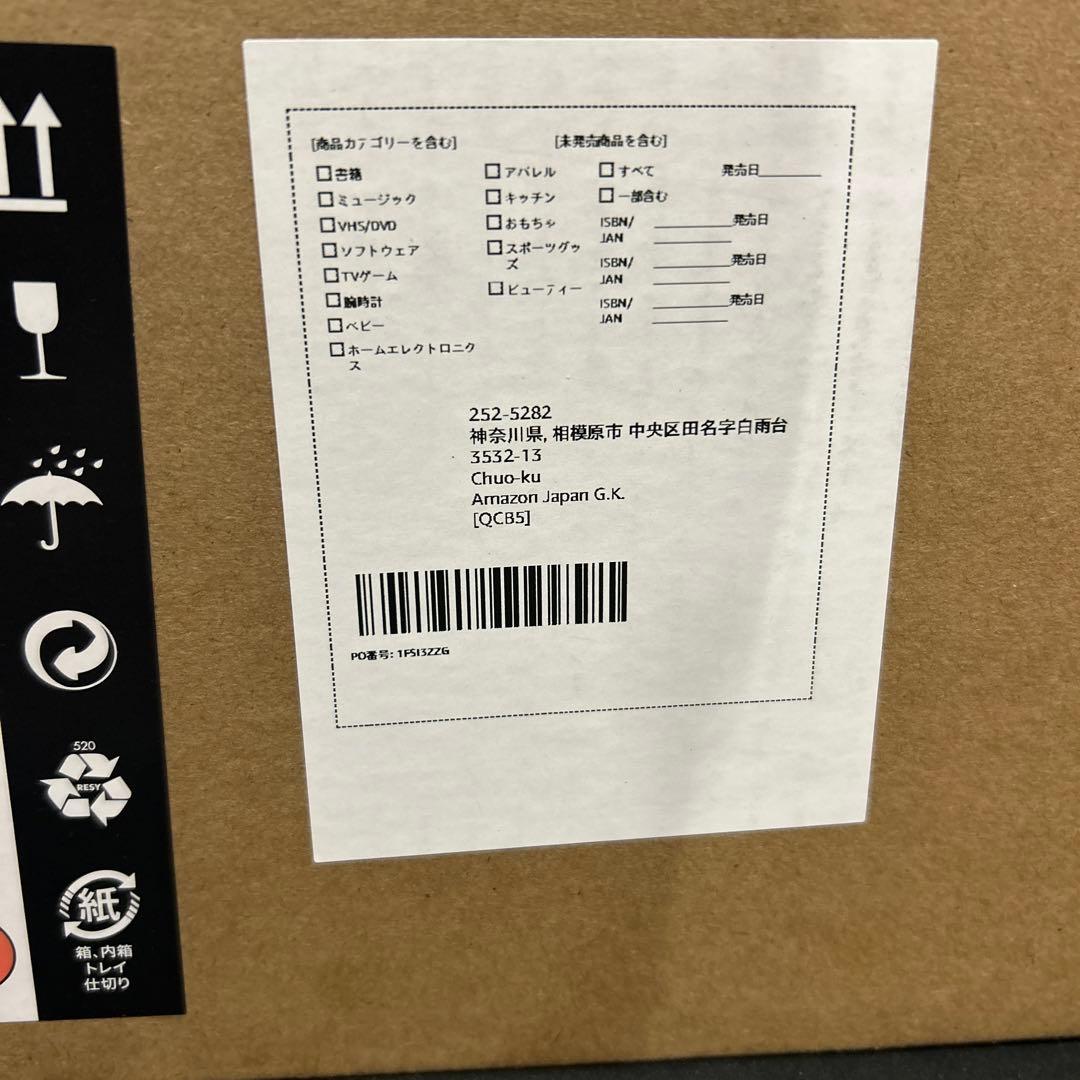 [商品カテゴリーを含む]
書籍
ミュージック
VHS/DVD
ソフトウェア
TVゲーム
腕時計
ベビー
ホームエレクトロニク
ス
アパレル
キッチン
おもちゃ
スポーツグッ
ズ
ビューティー
[未発売商品を含む]
すべて 発売日
一部含む
ISBN/ 発売日
JAN
ISBN/ 発売日
JAN
ISBN/ 発売日
JAN
252-5282
神奈川県, 相模原市 中央区田名字白雨台
3532-13
Chuo-ku
Amazon Japan G.K.
[QCB5]
PO番号: 1F5I3ZZG
520
RESY
紙
箱、内箱
トレイ
仕切り